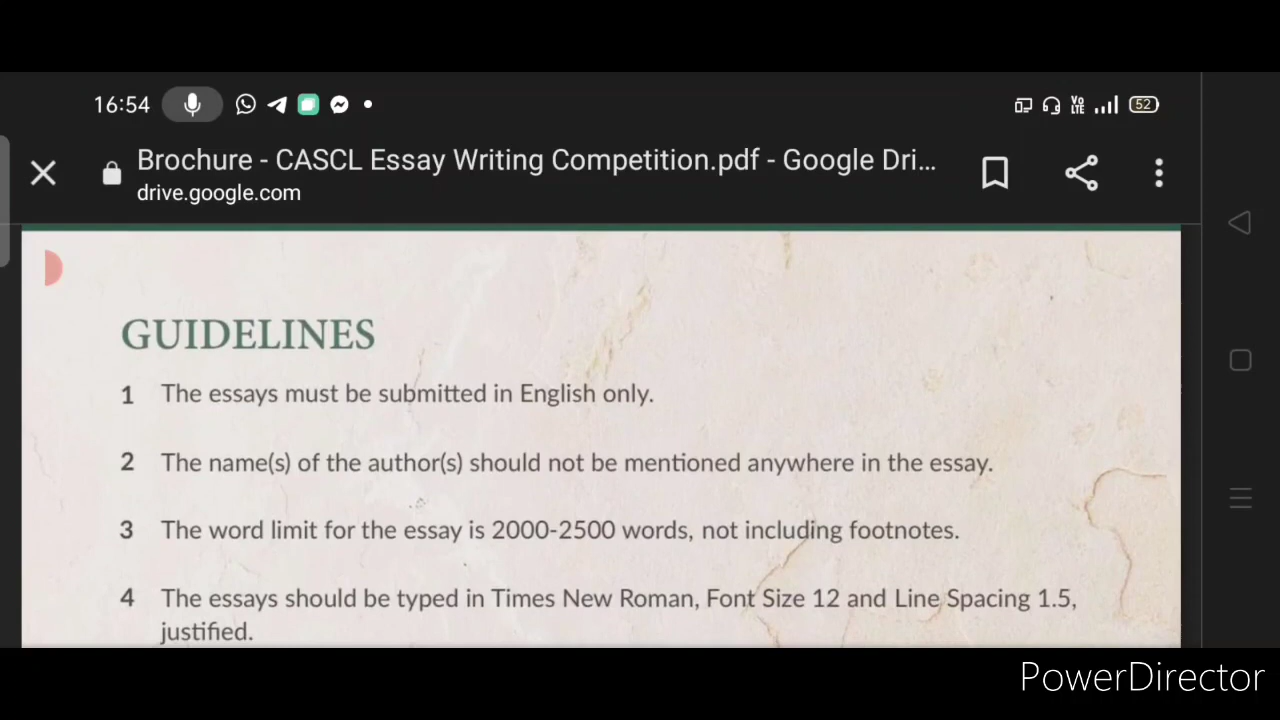 16:54
VoLTE
52
Brochure - CASCL Essay Writing Competition.pdf - Google Dri...
drive.google.com
GUIDELINES
1 The essays must be submitted in English only.
2 The name(s) of the author(s) should not be mentioned anywhere in the essay.
3 The word limit for the essay is 2000-2500 words, not including footnotes.
4 The essays should be typed in Times New Roman, Font Size 12 and Line Spacing 1.5,
justified.
PowerDirector